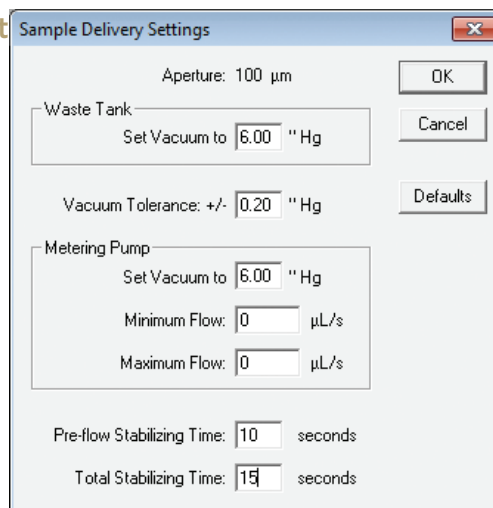 t
Sample Delivery Settings
Aperture: 100 µm
OK
Waste Tank
Cancel
Set Vacuum to 6.00 "Hg
Vacuum Tolerance: +/- 0.20 "Hg
Defaults
Metering Pump
Set Vacuum to 6.00 "Hg
Minimum Flow: 0 µL/s
Maximum Flow: 0 µL/s
Pre-flow Stabilizing Time: 10 seconds
Total Stabilizing Time: 15 seconds